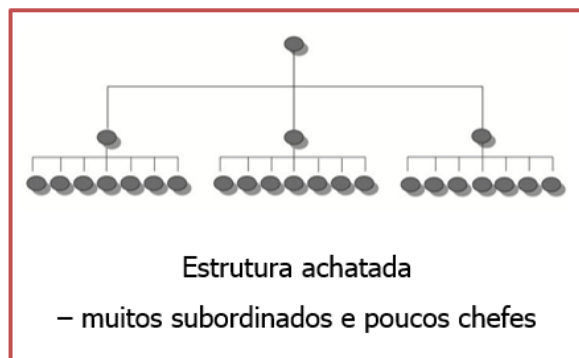 Estrutura achatada
– muitos subordinados e poucos chefes